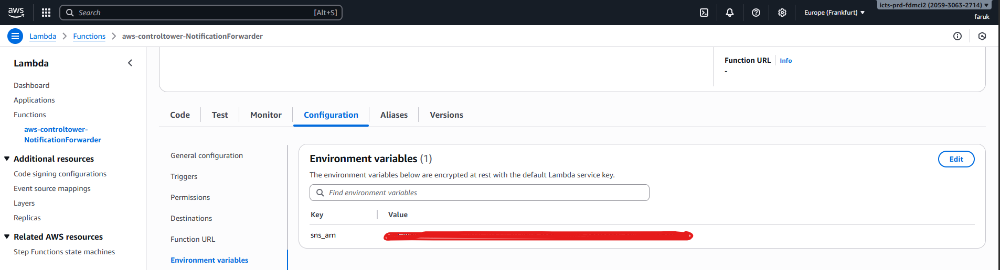 aws
Search
[Alt+S]
Europe (Frankfurt)
icts-prd-fdmci2 (2059-3063-2714)
faruk
Lambda > Functions > aws-controltower-NotificationForwarder
Lambda
Dashboard
Applications
Functions
aws-controltower-
NotificationForwarder
Additional resources
Code signing configurations
Event source mappings
Layers
Replicas
Related AWS resources
Step Functions state machines
Function URL Info
-
Code Test Monitor Configuration Aliases Versions
General configuration
Triggers
Permissions
Destinations
Function URL
Environment variables
Environment variables (1)
Edit
The environment variables below are encrypted at rest with the default Lambda service key.
Find environment variables
Key Value
sns_arn